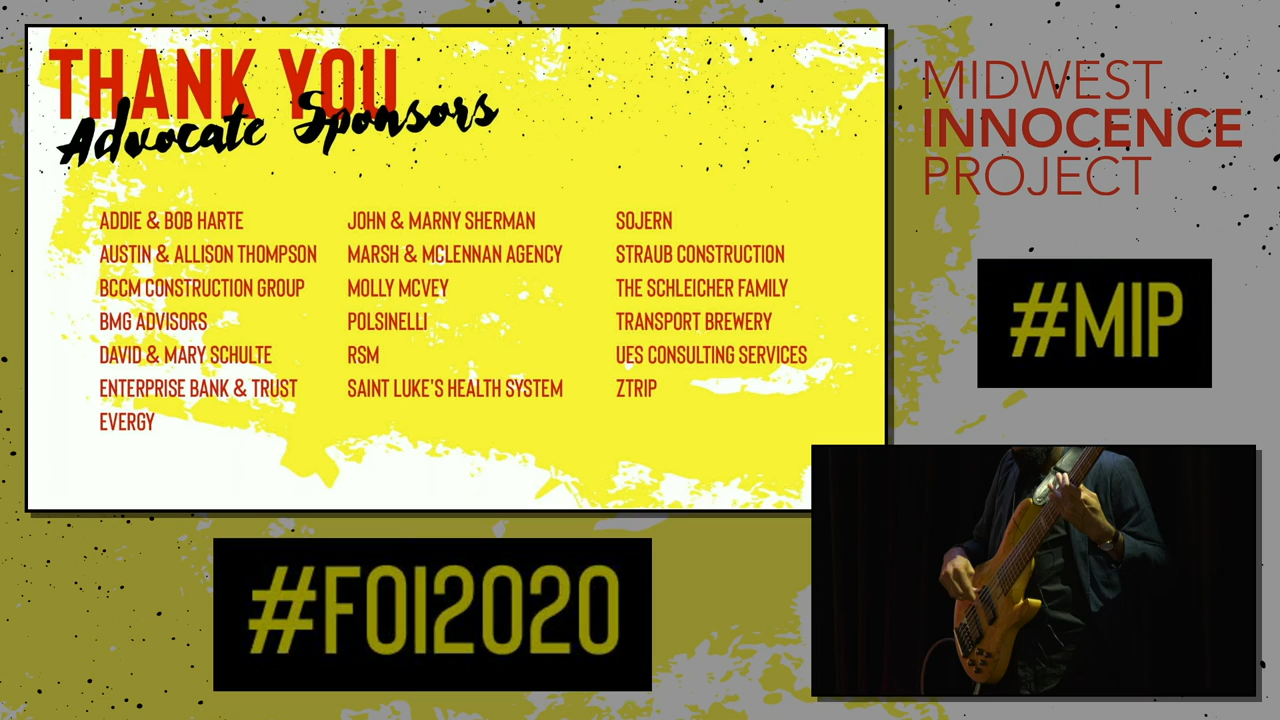 THANK YOU
Advocate Sponsors
ADDIE & BOB HARTE
AUSTIN & ALLISON THOMPSON
BCCM CONSTRUCTION GROUP
BMG ADVISORS
DAVID & MARY SCHULTE
ENTERPRISE BANK & TRUST
EVERGY
JOHN & MARNY SHERMAN
MARSH & MCLENNAN AGENCY
MOLLY MCVEY
POLSINELLI
RSM
SAINT LUKE'S HEALTH SYSTEM
SOJERN
STRAUB CONSTRUCTION
THE SCHLEICHER FAMILY
TRANSPORT BREWERY
UES CONSULTING SERVICES
ZTRIP
MIDWEST
INNOCENCE
PROJECT
#MIP
#FOI2020